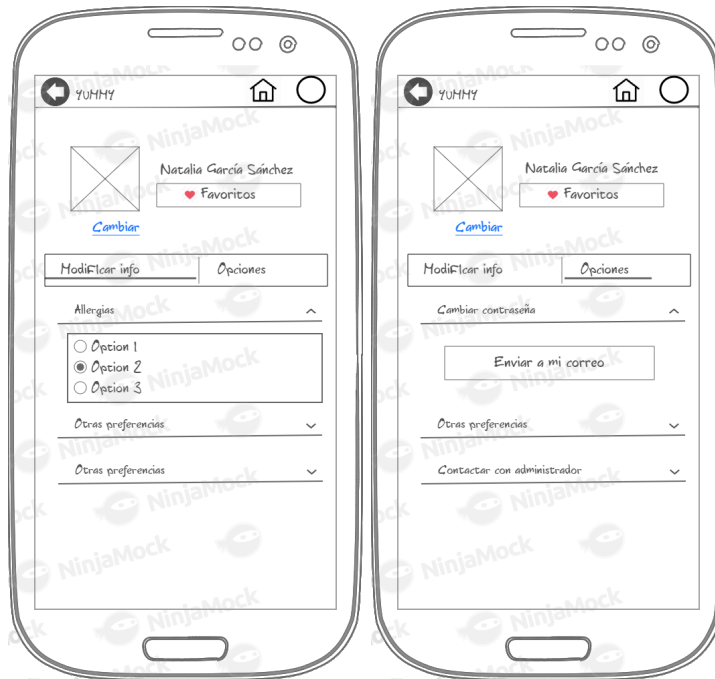 YUMMY
Natalia García Sánchez
Favoritos
Cambiar
Modificar info
Opciones
Allergias
Option 1
Option 2
Option 3
Otras preferencias
Otras preferencias
YUMMY
Natalia García Sánchez
Favoritos
Cambiar
Modificar info
Opciones
Cambiar contraseña
Enviar a mi correo
Otras preferencias
Contactar con administrador
NinjaMock